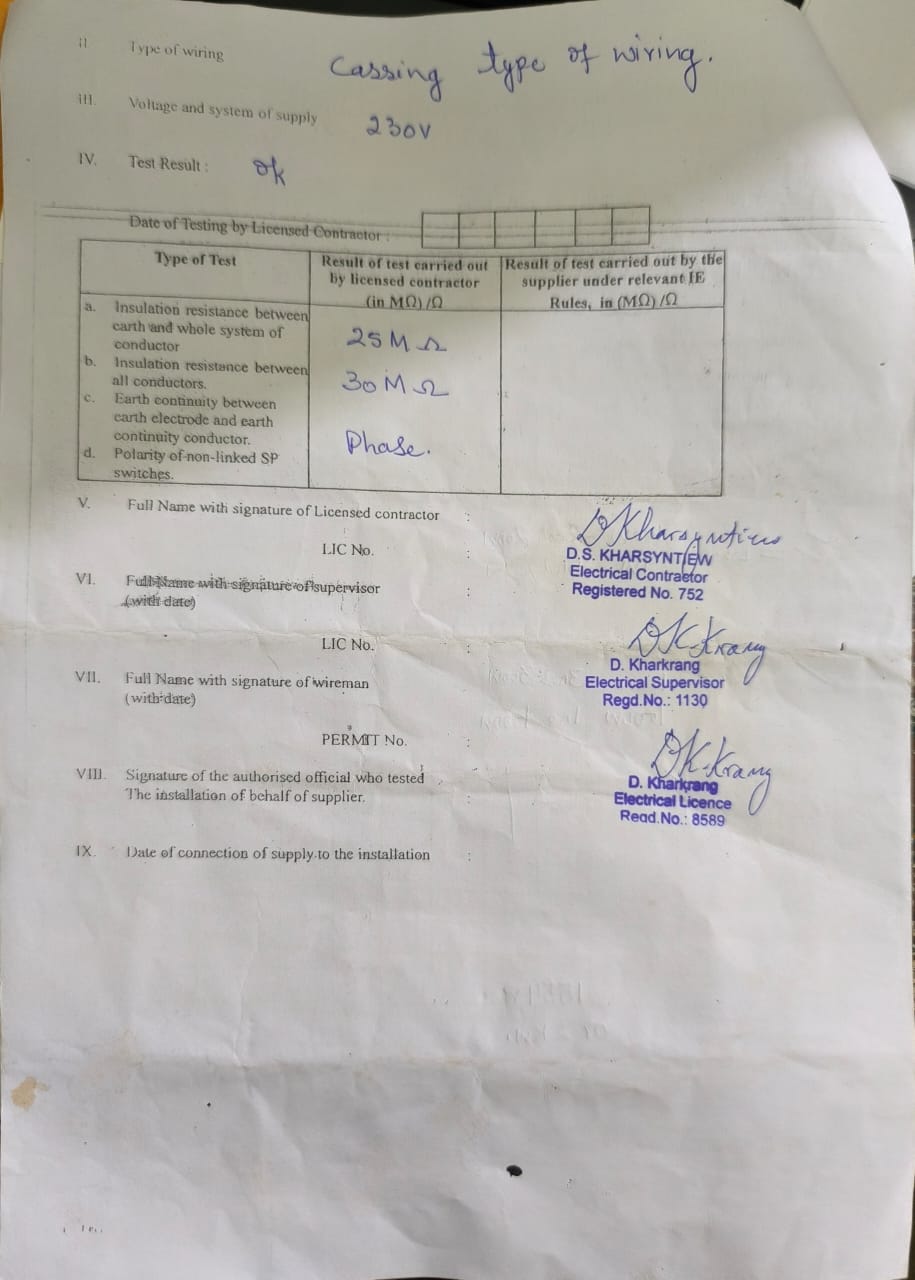 ii Type of wiring Cassing type of wiring.
III. Voltage and system of supply 230V
IV. Test Result : Ok
Date of Testing by Licensed Contractor :
Type of Test
Result of test carried out
by licensed contractor
(in MΩ) /Ω
Result of test carried out by the
supplier under relevant IE
Rules, in (MΩ) /Ω
a. Insulation resistance between
earth and whole system of
conductor
25 M Ω
b. Insulation resistance between
all conductors.
30 M Ω
c. Earth continuity between
earth electrode and earth
continuity conductor.
Phase.
d. Polarity of non-linked SP
switches.
V. Full Name with signature of Licensed contractor :
DKharsyntiew
LIC No. :
D.S. KHARSYNTIEW
Electrical Contractor
Registered No. 752
VI. Full Name with signature of supervisor :
(with date)
LIC No. :
DK.Krang
D. Kharkrang
Electrical Supervisor
Regd.No.: 1130
VII. Full Name with signature of wireman
(with date)
PERMIT No. :
DK.Krang
D. Kharkrang
Electrical Licence
Regd.No.: 8589
VIII. Signature of the authorised official who tested
The installation of behalf of supplier. :
IX. Date of connection of supply to the installation :